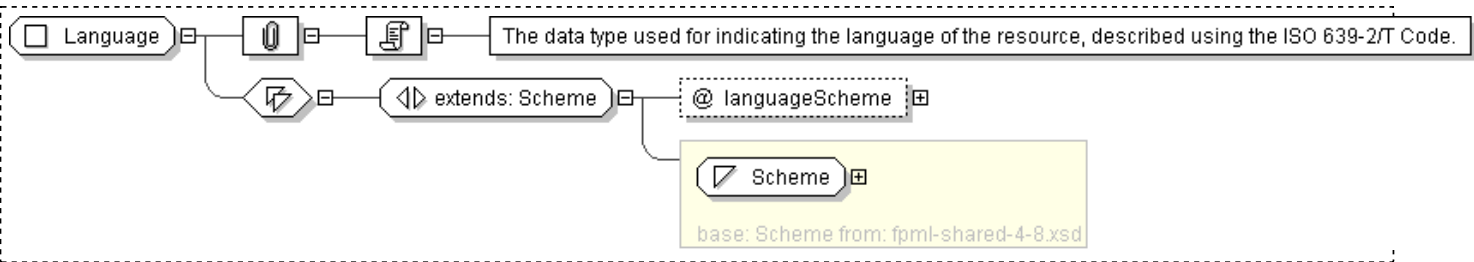 Language
The data type used for indicating the language of the resource, described using the ISO 639-2/T Code.
extends: Scheme
@ languageScheme
Scheme
base: Scheme from: fpml-shared-4-8.xsd